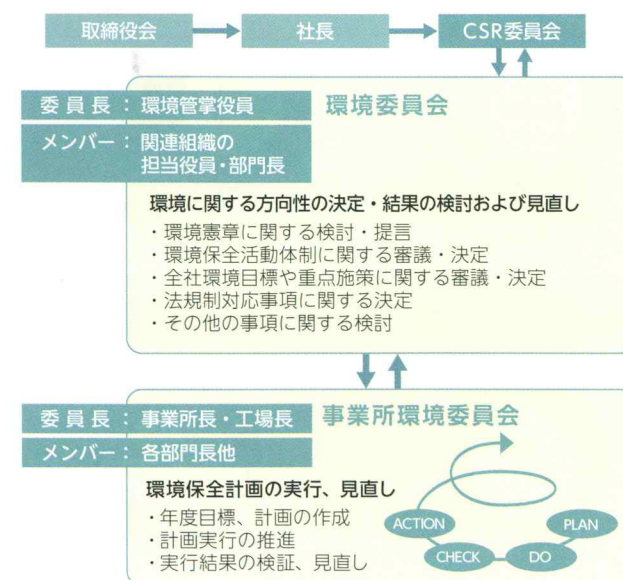 取締役会
社長
CSR委員会
委員長：環境管掌役員
環境委員会
メンバー：関連組織の
担当役員・部門長
環境に関する方向性の決定・結果の検討および見直し
・環境憲章に関する検討・提言
・環境保全活動体制に関する審議・決定
・全社環境目標や重点施策に関する審議・決定
・法規制対応事項に関する決定
・その他の事項に関する検討
委員長：事業所長・工場長
事業所環境委員会
メンバー：各部門長他
環境保全計画の実行、見直し
・年度目標、計画の作成
・計画実行の推進
・実行結果の検証、見直し
ACTION
PLAN
CHECK
DO